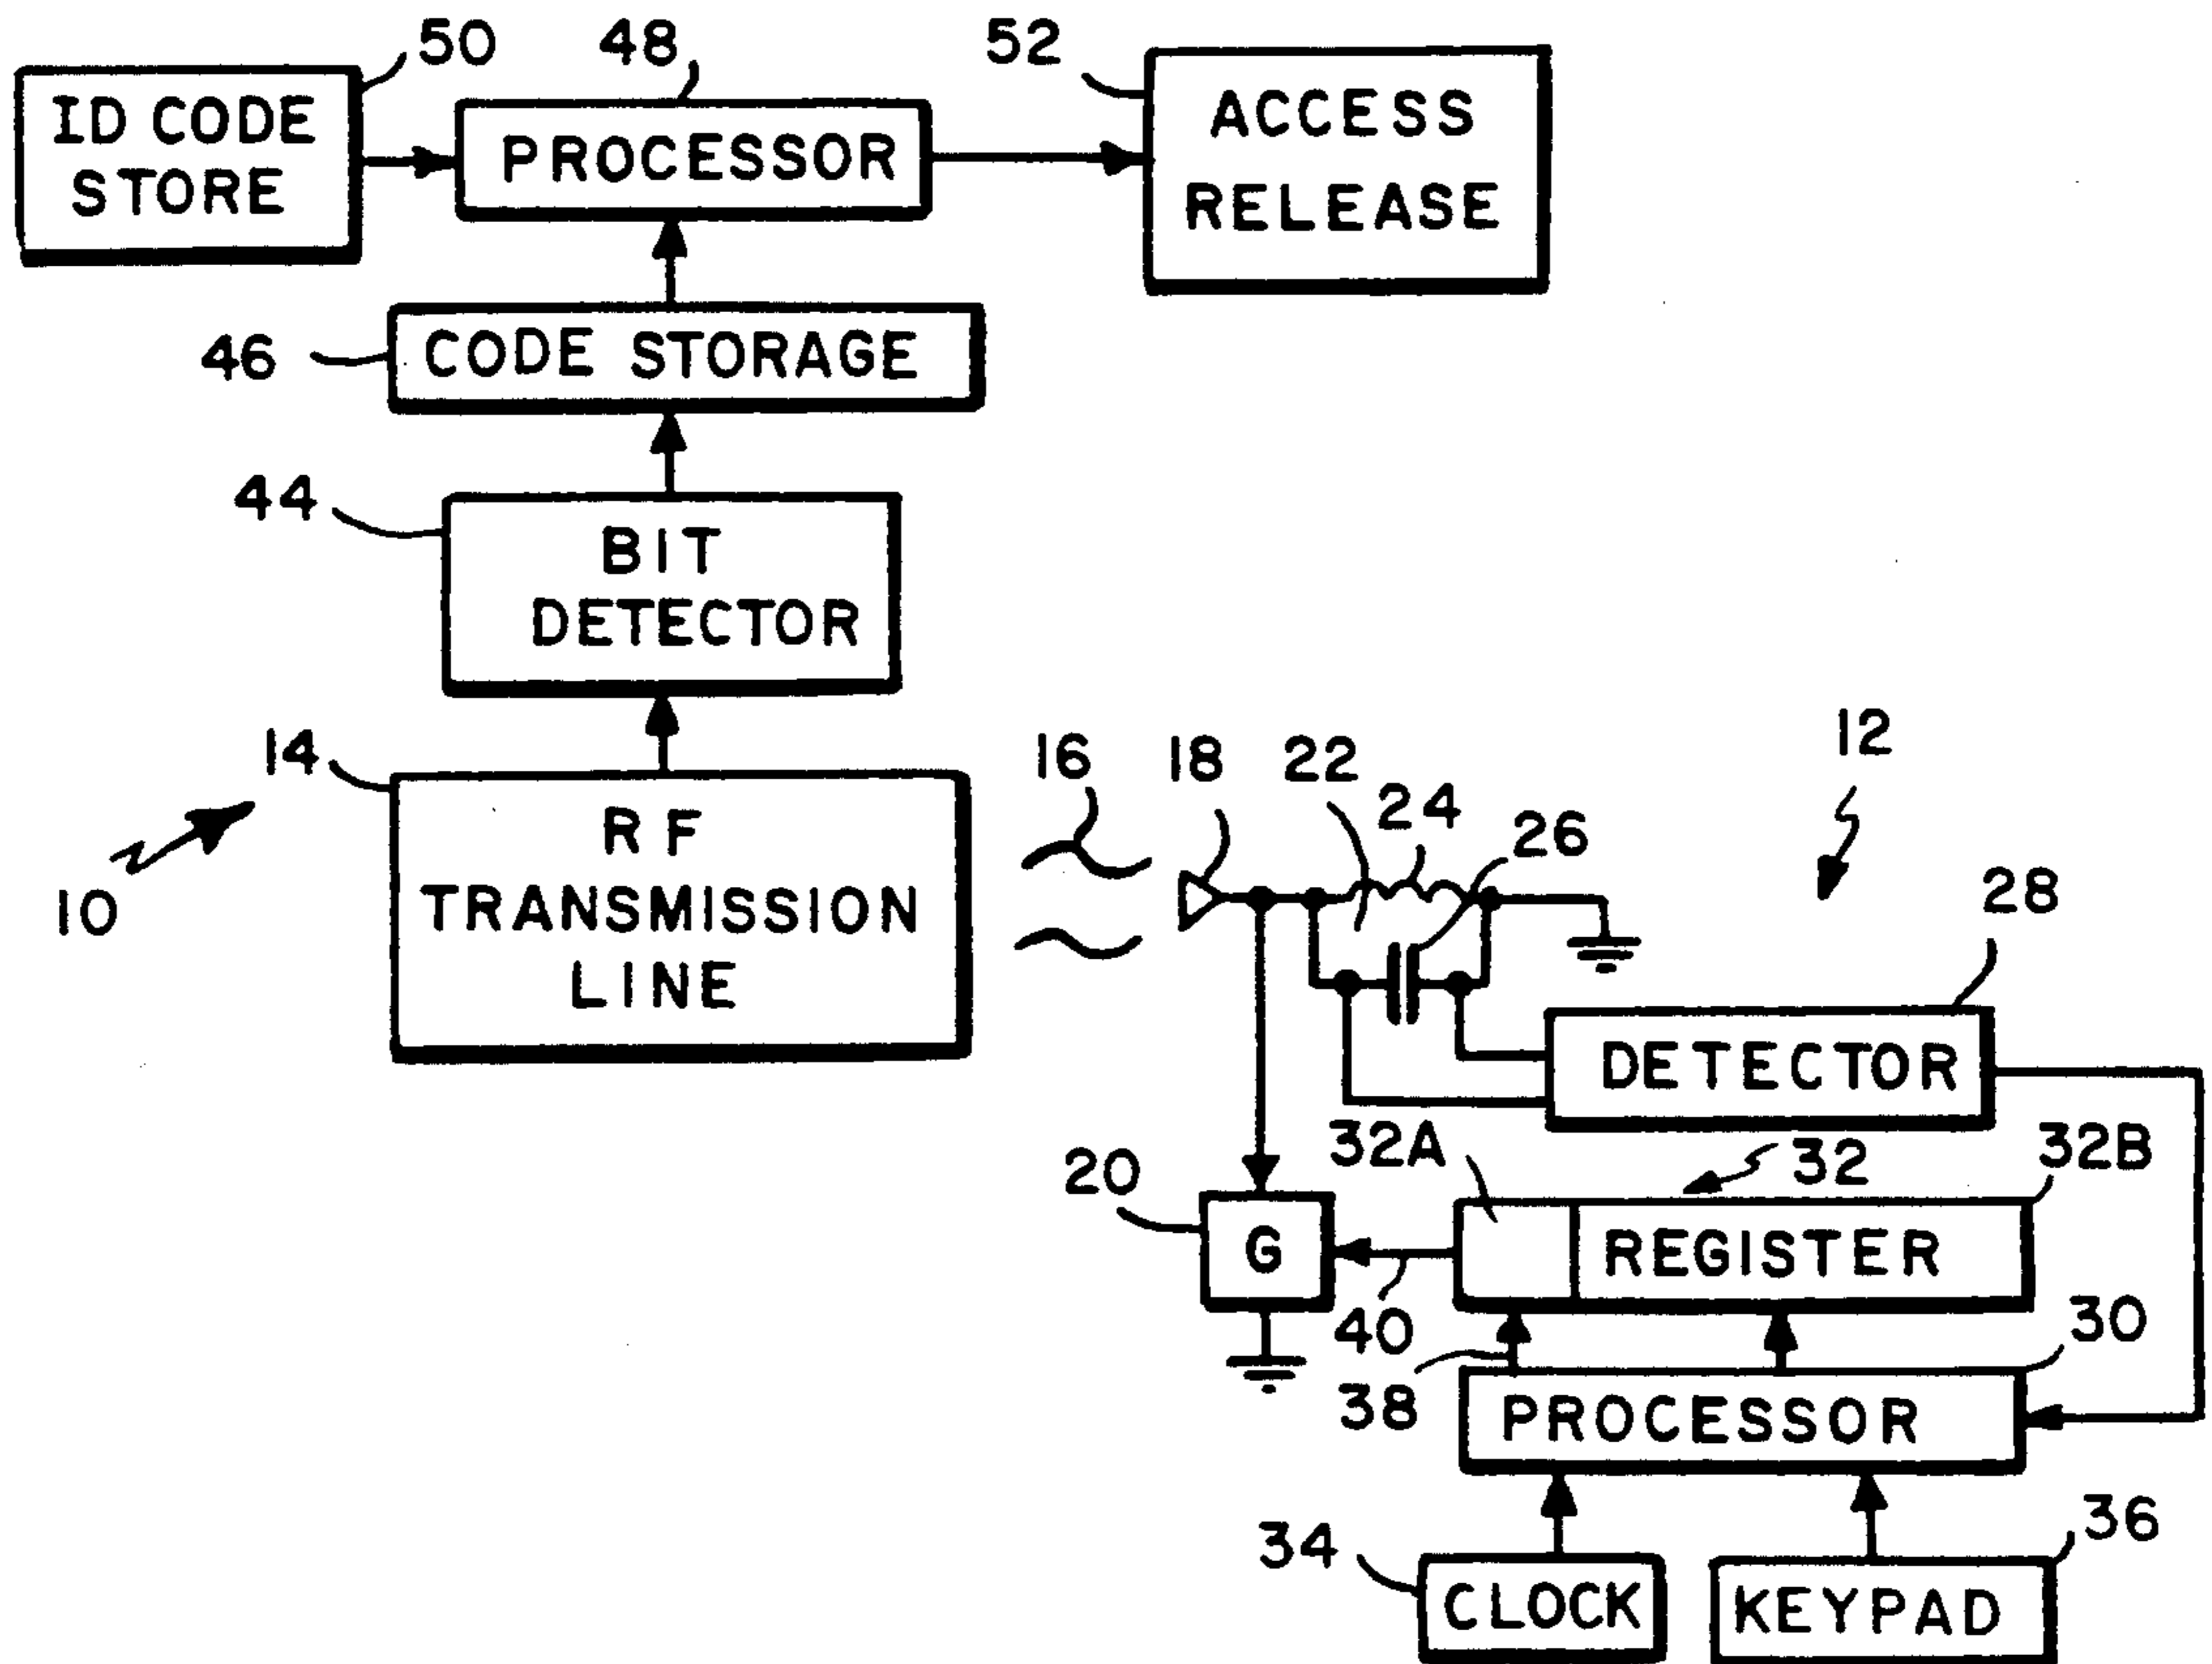 50
48
52
ID CODE
STORE
PROCESSOR
ACCESS
RELEASE
46
CODE STORAGE
44
BIT
DETECTOR
14
RF
TRANSMISSION
LINE
10
16
18
22
24
26
12
28
DETECTOR
20
G
32A
32
32B
REGISTER
40
38
30
PROCESSOR
34
CLOCK
36
KEYPAD